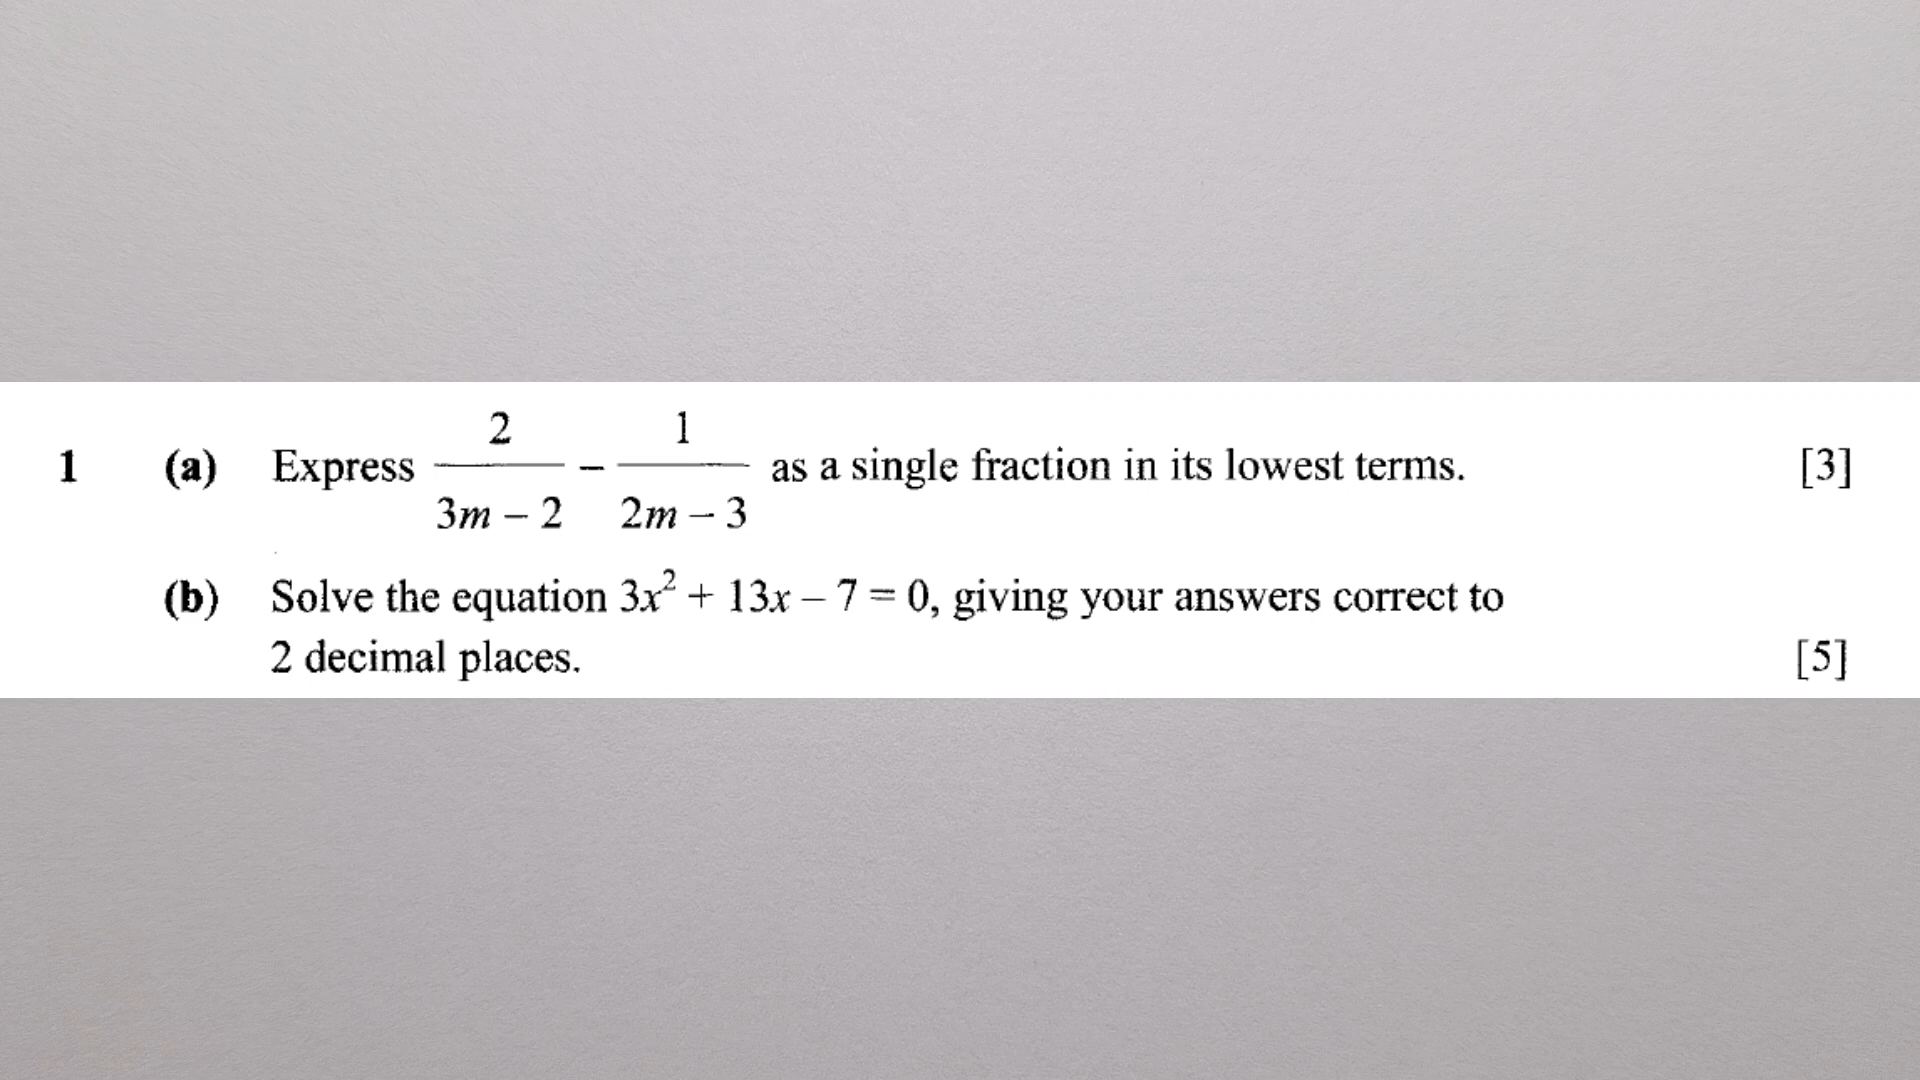 1 (a) Express 2/(3m – 2) – 1/(2m – 3) as a single fraction in its lowest terms. [3]
(b) Solve the equation 3x² + 13x – 7 = 0, giving your answers correct to
2 decimal places. [5]